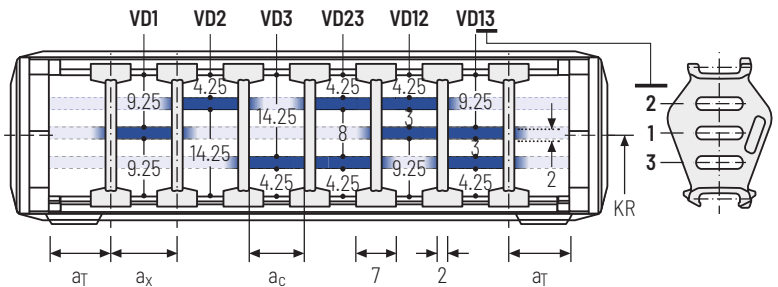 VD1 VD2 VD3 VD23 VD12 VD13
4.25 4.25 4.25
9.25 14.25 3 9.25 2
8 1
14.25 3 3
9.25 9.25 2
4.25 4.25 4.25
KR
aT ax ac 7 2 aT